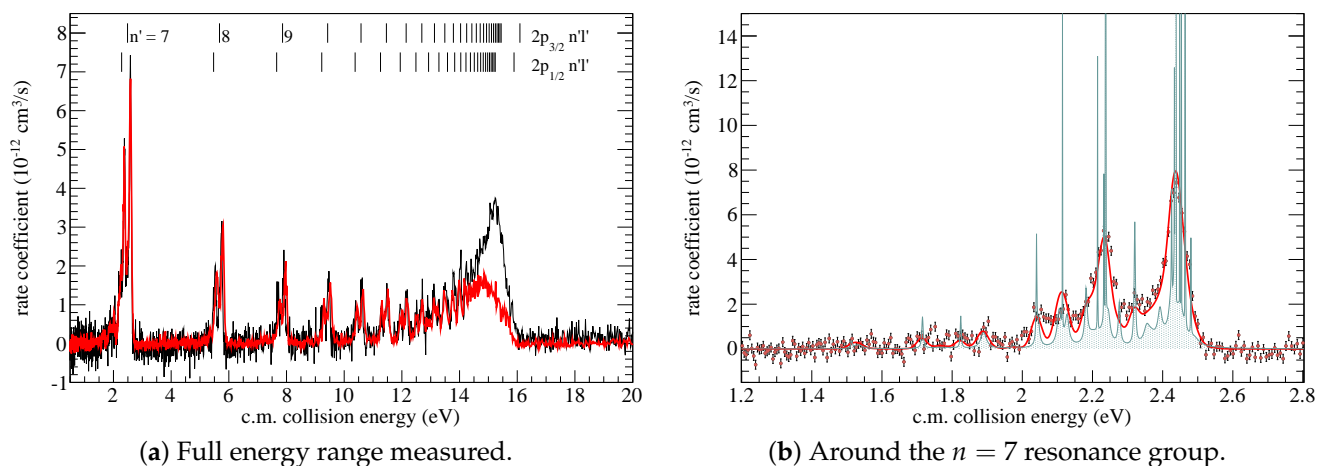 8
7
6
5
4
3
2
1
0
-1
n' = 7
8
9
2p3/2 n'l'
2p1/2 n'l'
rate coefficient (10-12 cm3/s)
2 4 6 8 10 12 14 16 18 20
c.m. collision energy (eV)
(a) Full energy range measured.
14
12
10
8
6
4
2
0
rate coefficient (10-12 cm3/s)
1.2 1.4 1.6 1.8 2 2.2 2.4 2.6 2.8
c.m. collision energy (eV)
(b) Around the n = 7 resonance group.